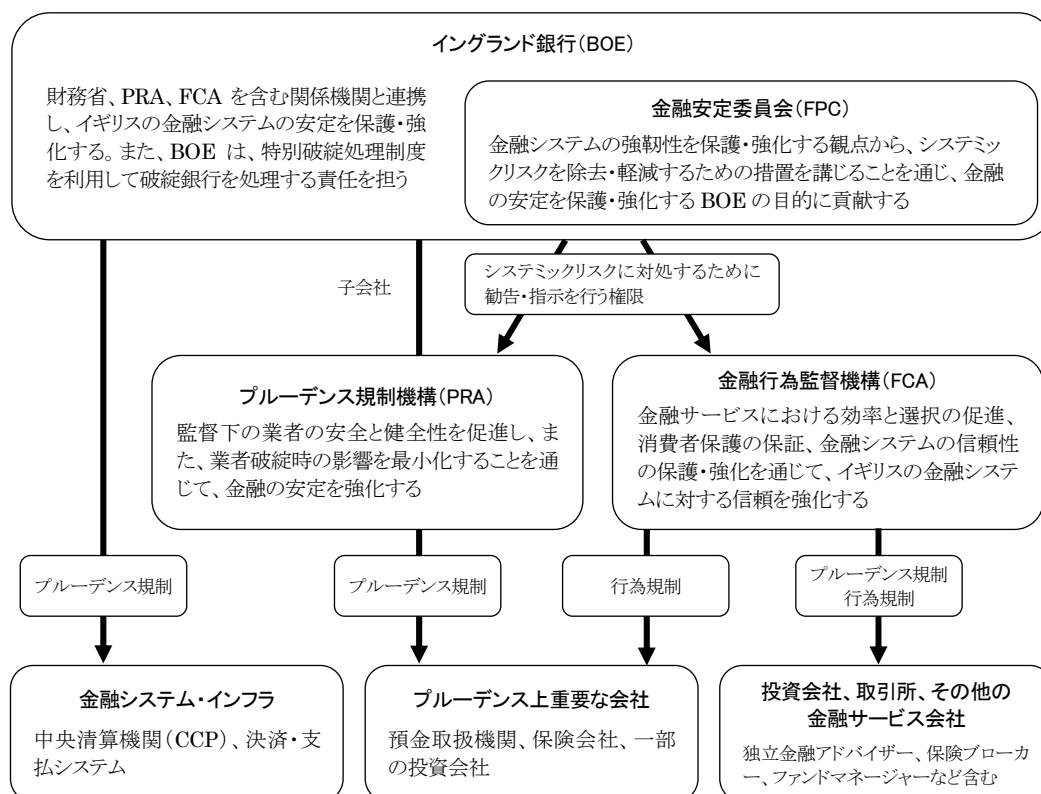 イングランド銀行(BOE)
財務省、PRA、FCA を含む関係機関と連携
し、イギリスの金融システムの安定を保護・強
化する。また、BOE は、特別破綻処理制度
を利用して破綻銀行を処理する責任を担う
金融安定委員会(FPC)
金融システムの強靭性を保護・強化する観点から、システミ
ックリスクを除去・軽減するための措置を講じることを通じ、金融
の安定を保護・強化する BOE の目的に貢献する
子会社
システミックリスクに対処するために
勧告・指示を行う権限
プルーデンス規制機構(PRA)
監督下の業者の安全と健全性を促進し、ま
た、業者破綻時の影響を最小化することを通
じて、金融の安定を強化する
金融行為監督機構(FCA)
金融サービスにおける効率と選択の促進、
消費者保護の保証、金融システムの信頼性
の保護・強化を通じて、イギリスの金融システ
ムに対する信頼を強化する
プルーデンス規制
プルーデンス規制
行為規制
プルーデンス規制
行為規制
金融システム・インフラ
中央清算機関(CCP)、決済・支
払システム
プルーデンス上重要な会社
預金取扱機関、保険会社、一部
の投資会社
投資会社、取引所、その他の
金融サービス会社
独立金融アドバイザー、保険ブローカ
ー、ファンドマネージャーなど含む